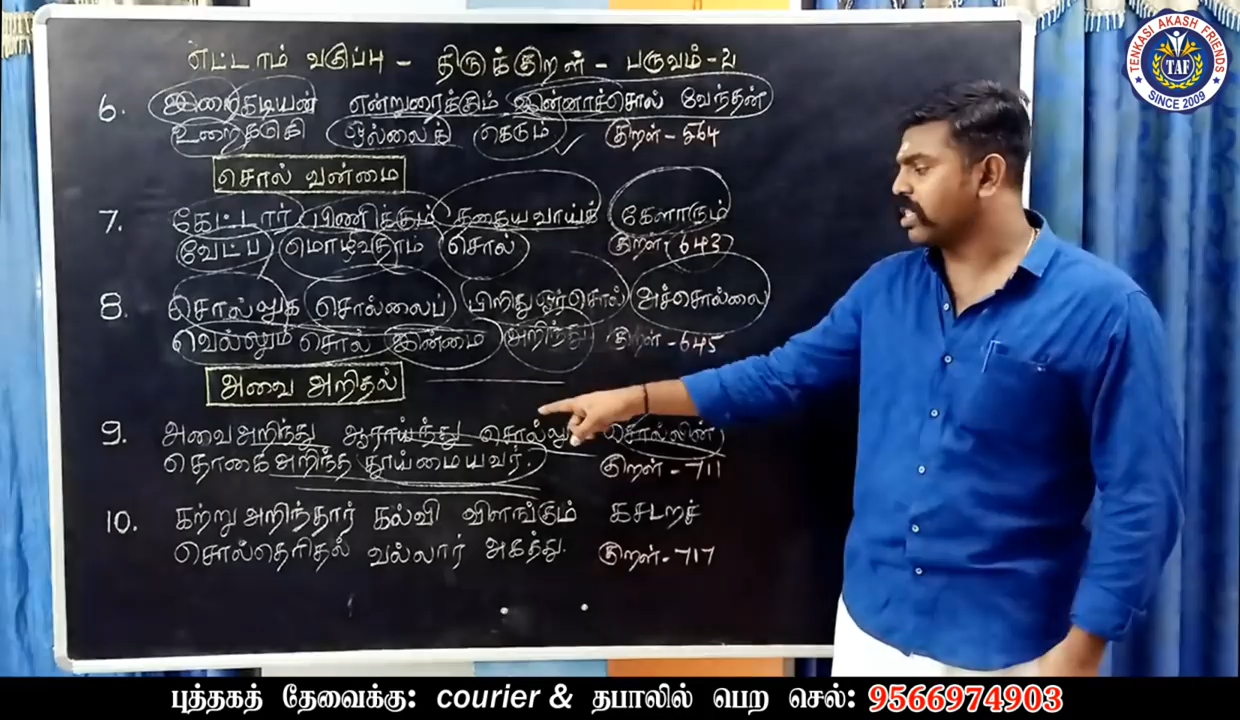 எட்டாம் வகுப்பு - திருக்குறள் - பருவம் - 2
6. இறைகடியன் என்றுரைக்கும் இன்னாச்சொல் வேந்தன்
உறைகடுகி ஒல்லைக் கெடும் குறள் - 564
சொல் வன்மை
7. கேட்டார்ப் பிணிக்கும் தகையவாய்க் கேளாரும்
வேட்ப மொழிவதாம் சொல் குறள் - 643
8. சொல்லுக சொல்லைப் பிறிதுஓர்சொல் அச்சொல்லை
வெல்லும் சொல் இன்மை அறிந்து குறள் - 645
அவை அறிதல்
9. அவைஅறிந்து ஆராய்ந்து சொல்லுக சொல்லின்
தொகைஅறிந்த தூய்மையவர். குறள் - 711
10. கற்று அறிந்தார் கல்வி விளங்கும் கசடறச்
சொல்தெரிதல் வல்லார் அகத்து. குறள் - 717
TENKASI AKASH FRIENDS
TAF
SINCE 2009
புத்தகத் தேவைக்கு: courier & தபாலில் பெற செல்: 9566974903